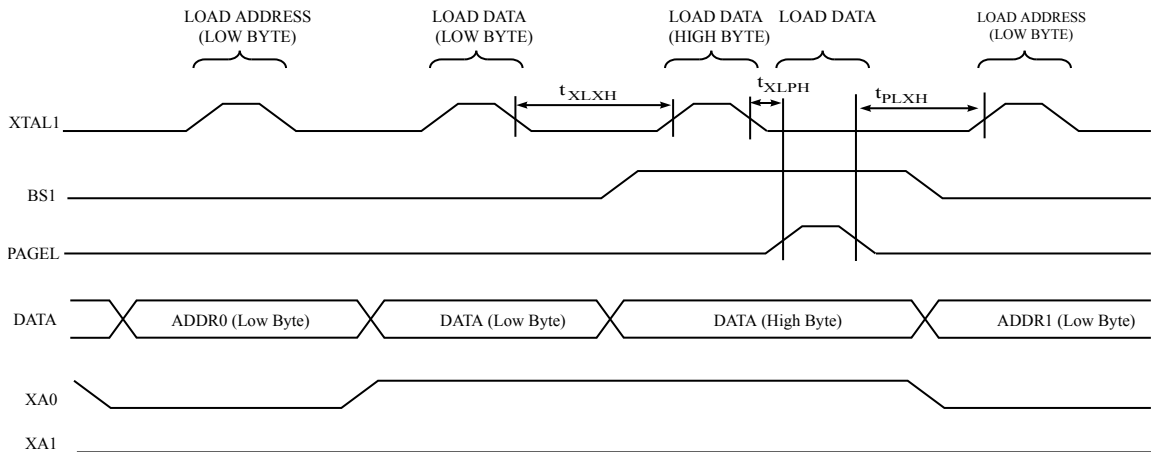 LOAD ADDRESS
(LOW BYTE)
LOAD DATA
(LOW BYTE)
LOAD DATA
(HIGH BYTE)
LOAD DATA
LOAD ADDRESS
(LOW BYTE)
t XLXH
tXLPH
tPLXH
XTAL1
BS1
PAGEL
DATA
ADDR0 (Low Byte)
DATA (Low Byte)
DATA (High Byte)
ADDR1 (Low Byte)
XA0
XA1